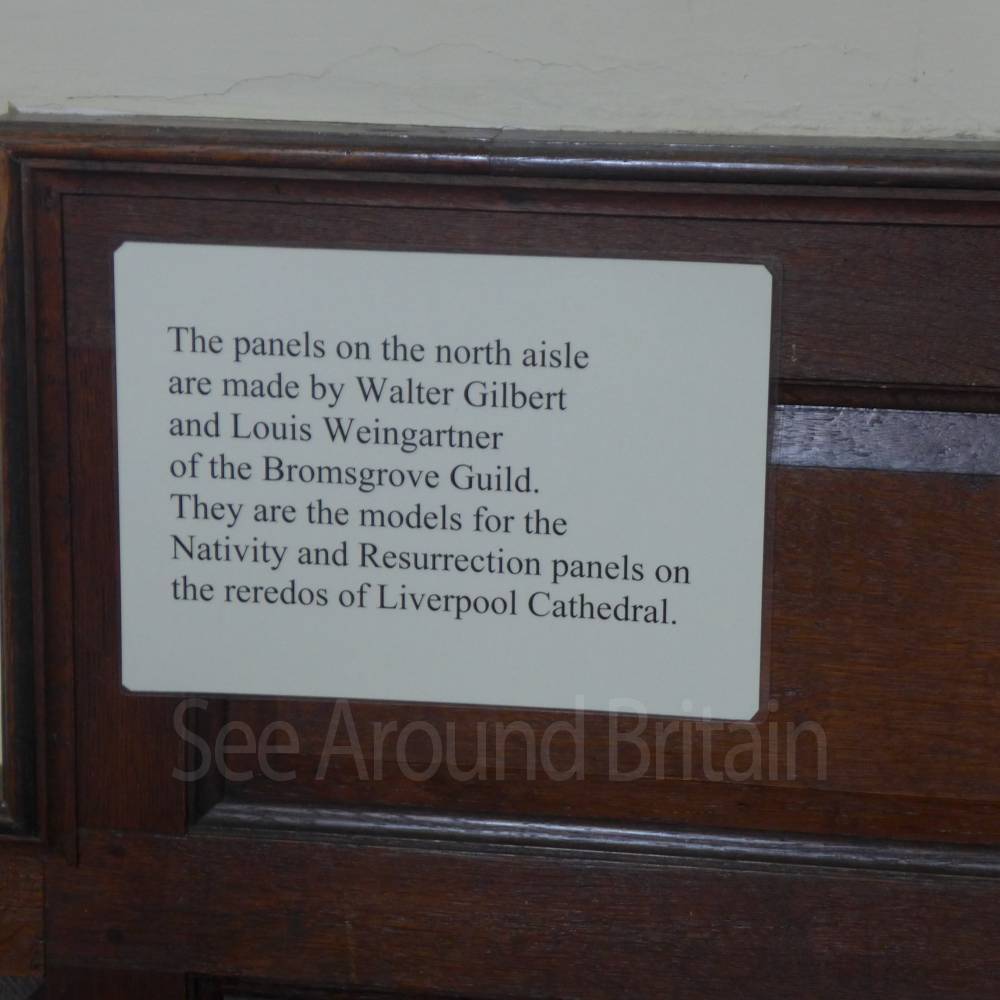 The panels on the north aisle
are made by Walter Gilbert
and Louis Weingartner
of the Bromsgrove Guild.
They are the models for the
Nativity and Resurrection panels on
the reredos of Liverpool Cathedral.
See Around Britain